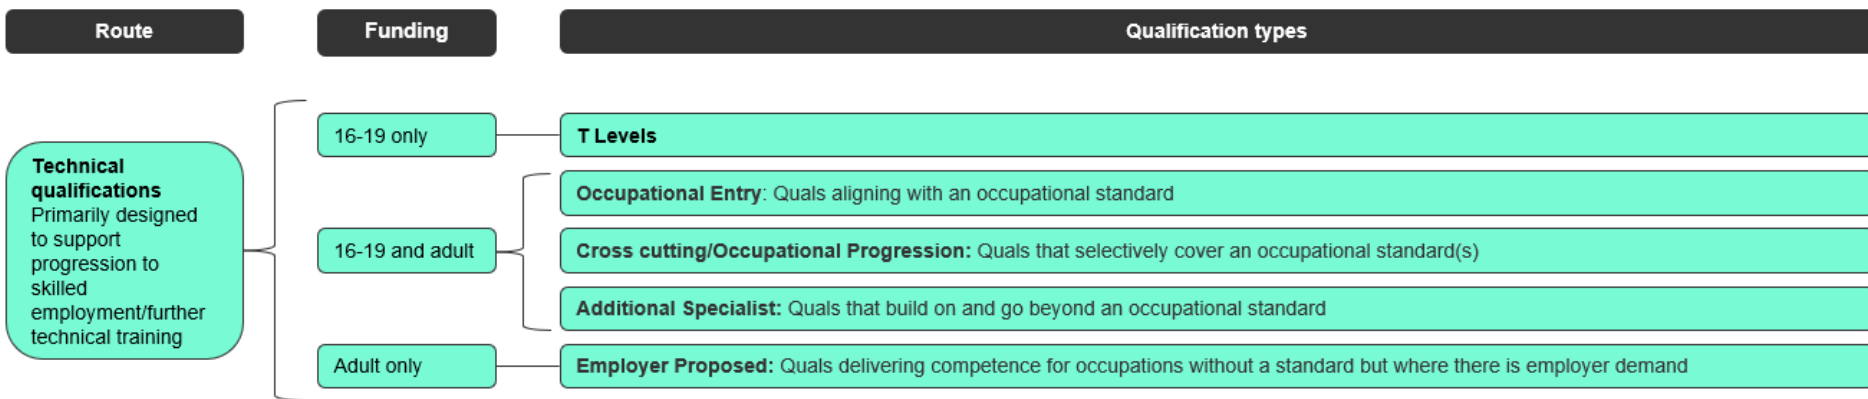 Route
Funding
Qualification types
Technical
qualifications
Primarily designed
to support
progression to
skilled
employment/further
technical training
16-19 only
T Levels
16-19 and adult
Occupational Entry: Quals aligning with an occupational standard
Cross cutting/Occupational Progression: Quals that selectively cover an occupational standard(s)
Additional Specialist: Quals that build on and go beyond an occupational standard
Adult only
Employer Proposed: Quals delivering competence for occupations without a standard but where there is employer demand